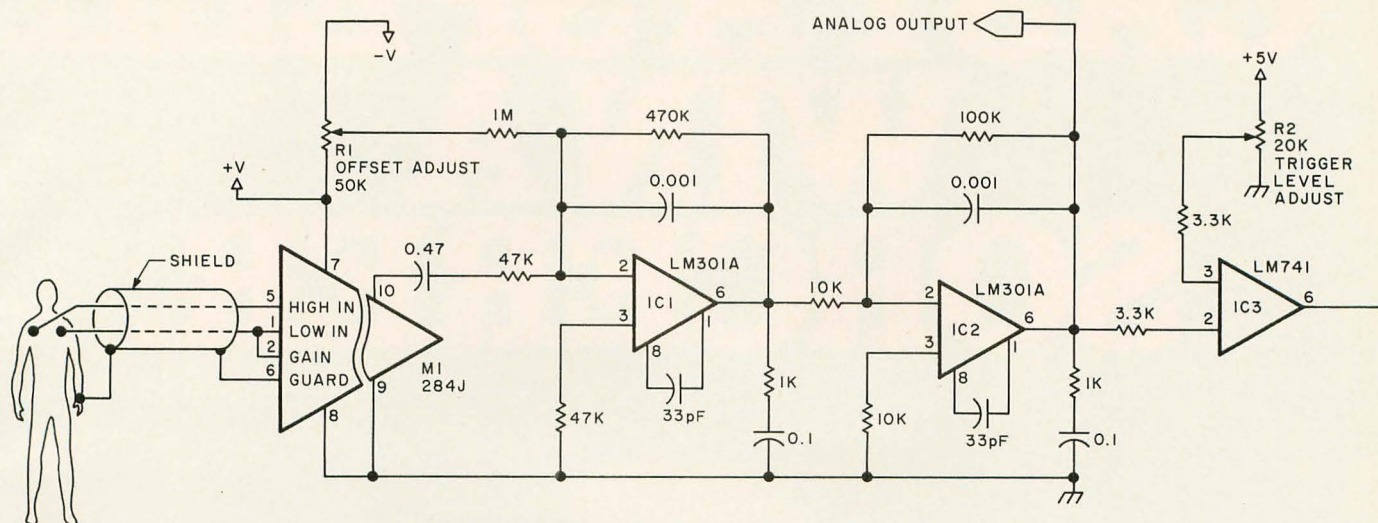 ANALOG OUTPUT
-V
+5V
1M
470K
100K
R1
OFFSET ADJUST
50K
R2
20K
TRIGGER
LEVEL
ADJUST
+V
0.001
0.001
3.3K
SHIELD
7
0.47
47K
10
2
LM301A
IC1
6
3
1
8
10K
2
LM301A
IC2
6
3
1
8
3.3K
LM741
3
IC3
6
2
5
HIGH IN
1
LOW IN
2
GAIN
6
GUARD
M1
284J
9
8
47K
33pF
1K
0.1
10K
33pF
1K
0.1